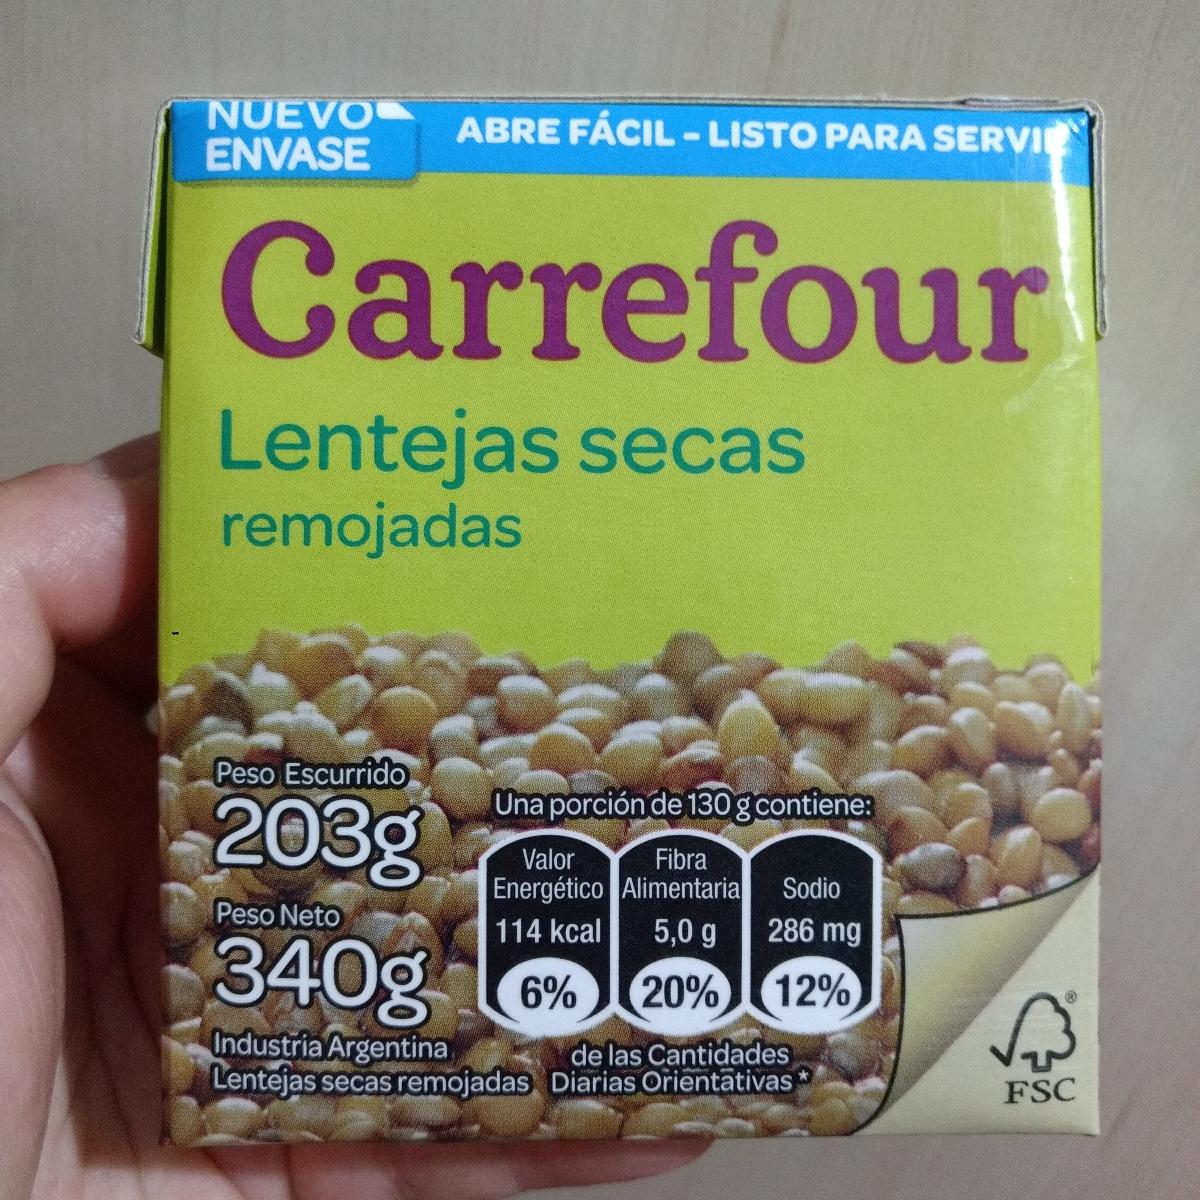 NUEVO
ENVASE
ABRE FÁCIL - LISTO PARA SERVIR
Carrefour
Lentejas secas
remojadas
Peso Escurrido
203g
Peso Neto
340g
Industria Argentina
Lentejas secas remojadas
Una porción de 130 g contiene:
Valor
Energético
114 kcal
6%
Fibra
Alimentaria
5,0 g
20%
Sodio
286 mg
12%
de las Cantidades
Diarias Orientativas*
®
FSC